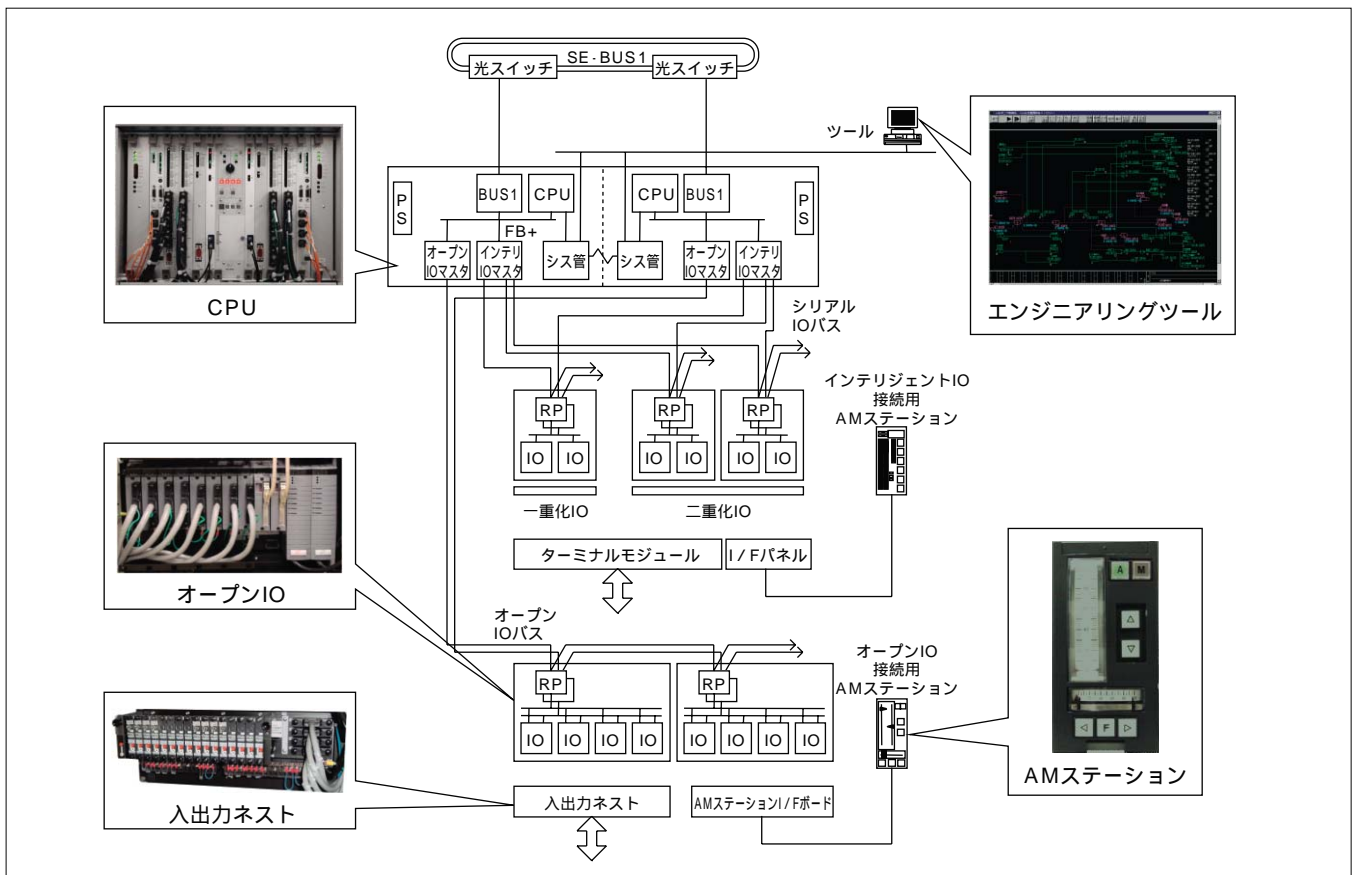 SE-BUS1
光スイッチ
光スイッチ
ツール
エンジニアリングツール
CPU
PS
BUS1
CPU
CPU
BUS1
PS
FB+
オープン
IOマスタ
インテリ
IOマスタ
シス管
シス管
オープン
IOマスタ
インテリ
IOマスタ
シリアル
IOバス
RP
IO
IO
RP
IO
IO
RP
IO
IO
一重化IO
二重化IO
インテリジェントIO
接続用
AMステーション
ターミナルモジュール
I/Fパネル
オープンIO
オープン
IOバス
RP
IO
IO
IO
IO
RP
IO
IO
IO
IO
オープンIO
接続用
AMステーション
A
M
F
AMステーション
入出力ネスト
入出力ネスト
AMステーションI/Fボード